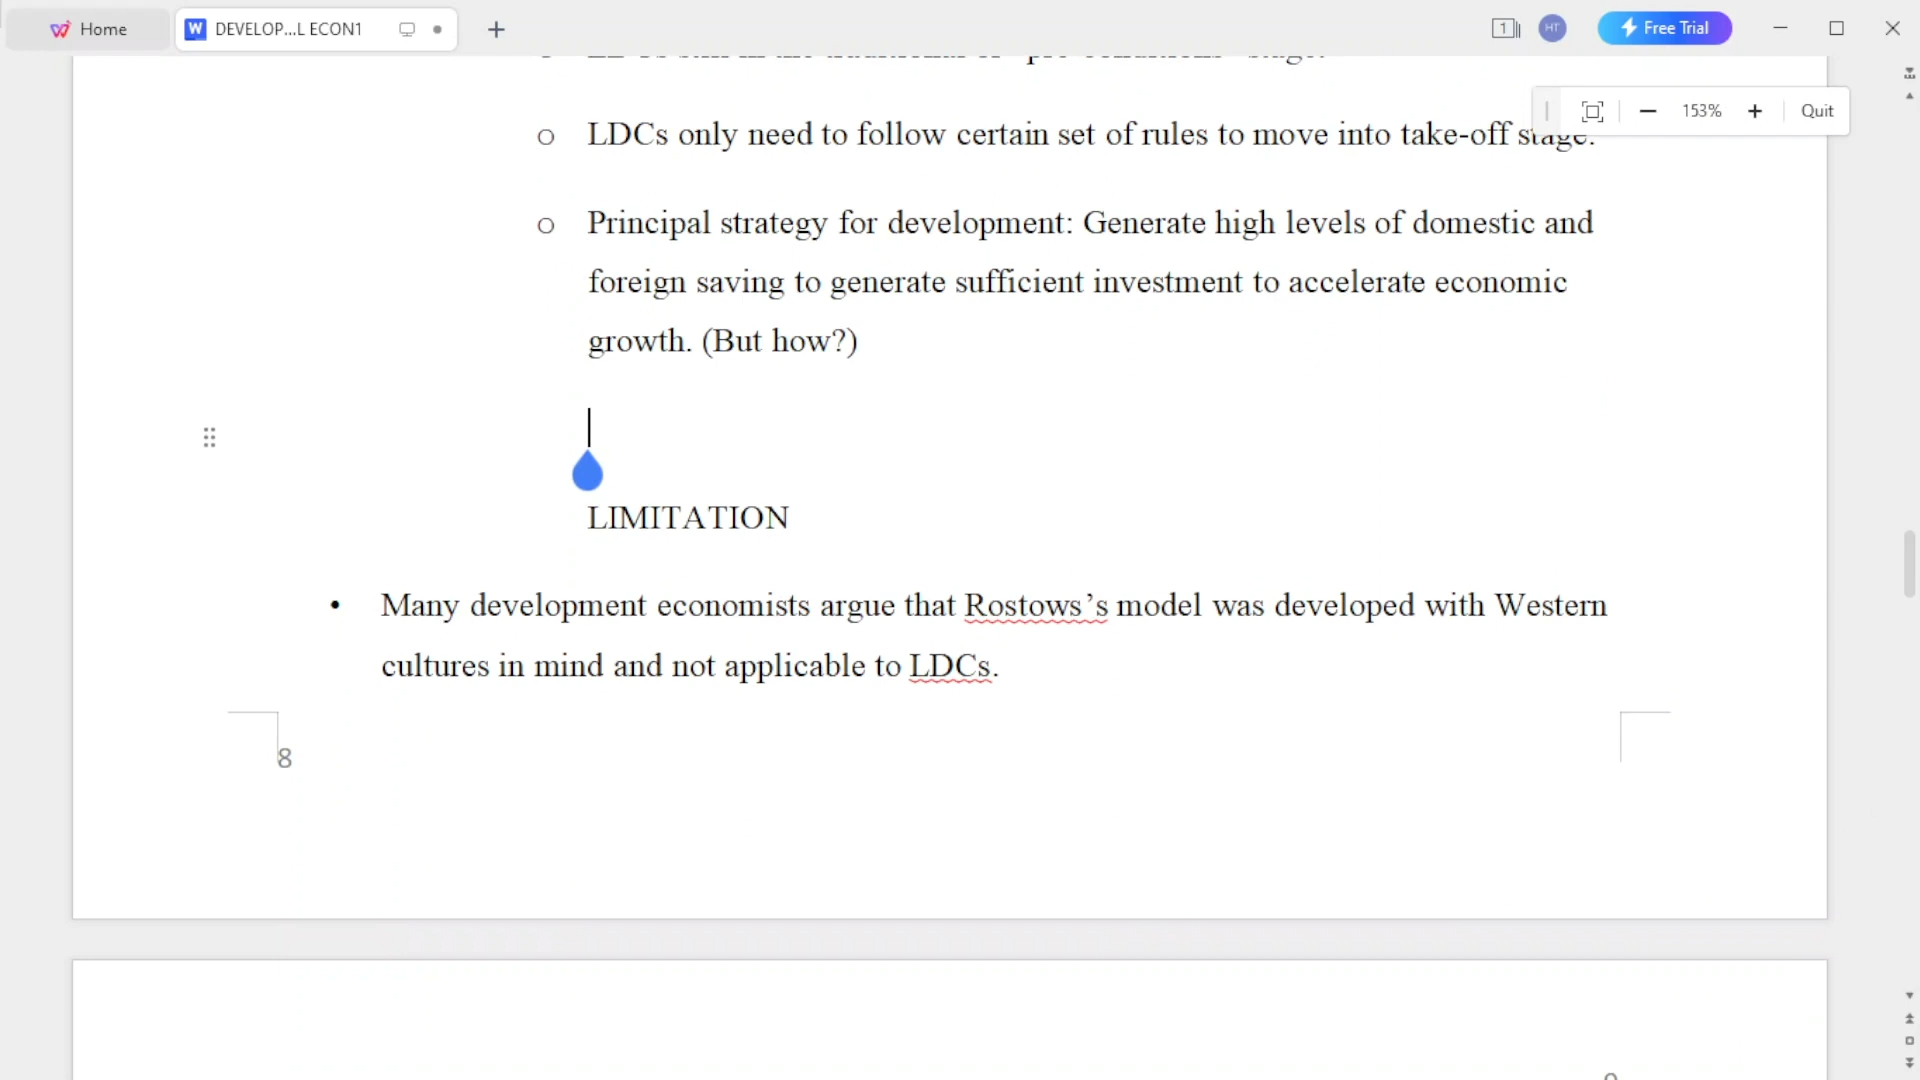 Home
DEVELOP...L ECON1
1
HT
Free Trial
153%
Quit
o LDCs only need to follow certain set of rules to move into take-off stage.
o Principal strategy for development: Generate high levels of domestic and
foreign saving to generate sufficient investment to accelerate economic
growth. (But how?)
LIMITATION
• Many development economists argue that Rostows’s model was developed with Western
cultures in mind and not applicable to LDCs.
8